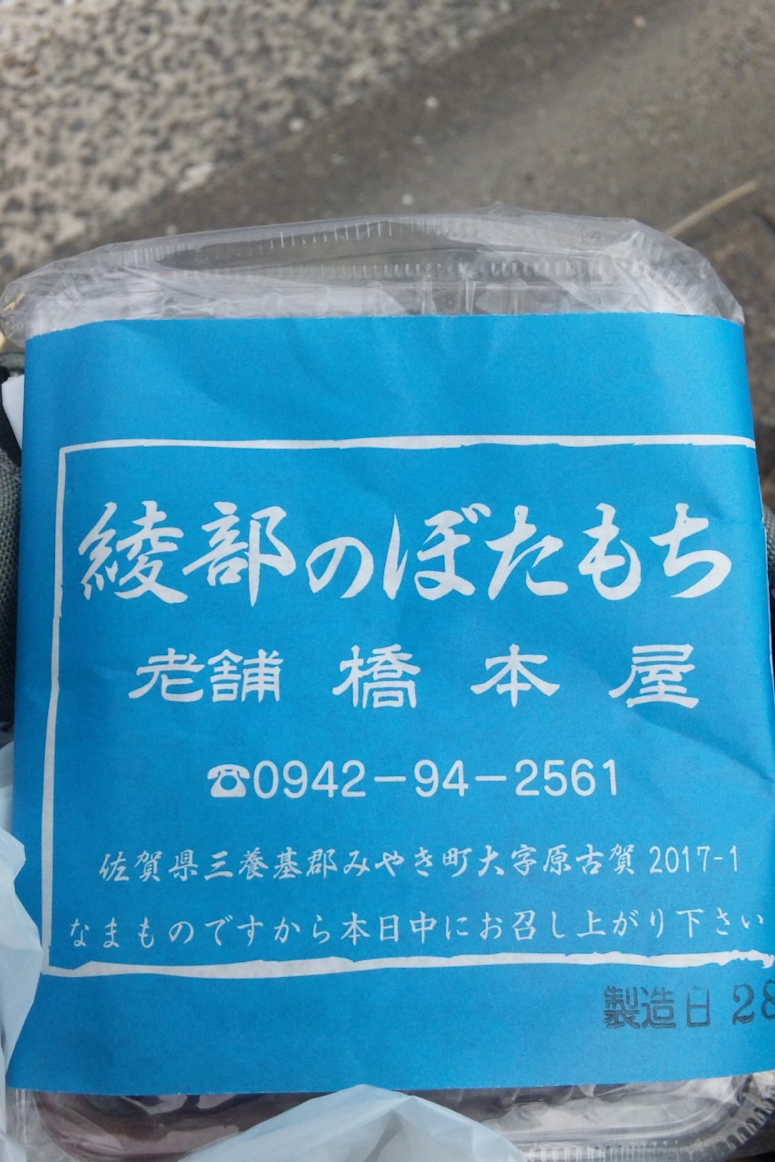 綾部のぼたもち
老舗 橋本屋
☎0942-94-2561
佐賀県三養基郡みやき町大字原古賀 2017-1
なまものですから本日中にお召し上がり下さい
製造日 28